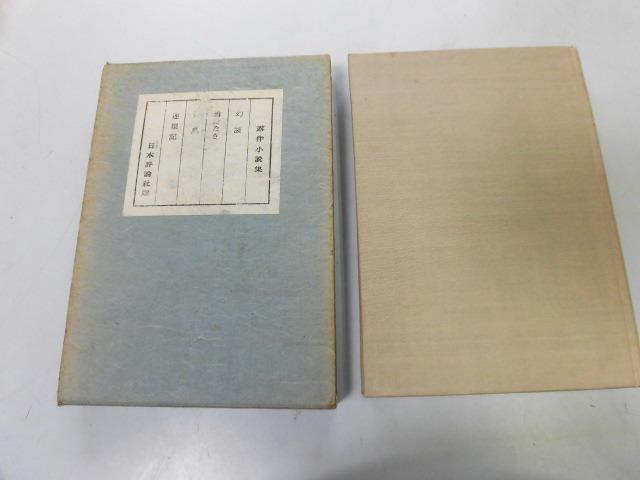 露伴小説集
幻談
雪たゝき
連環記
日本評論社版